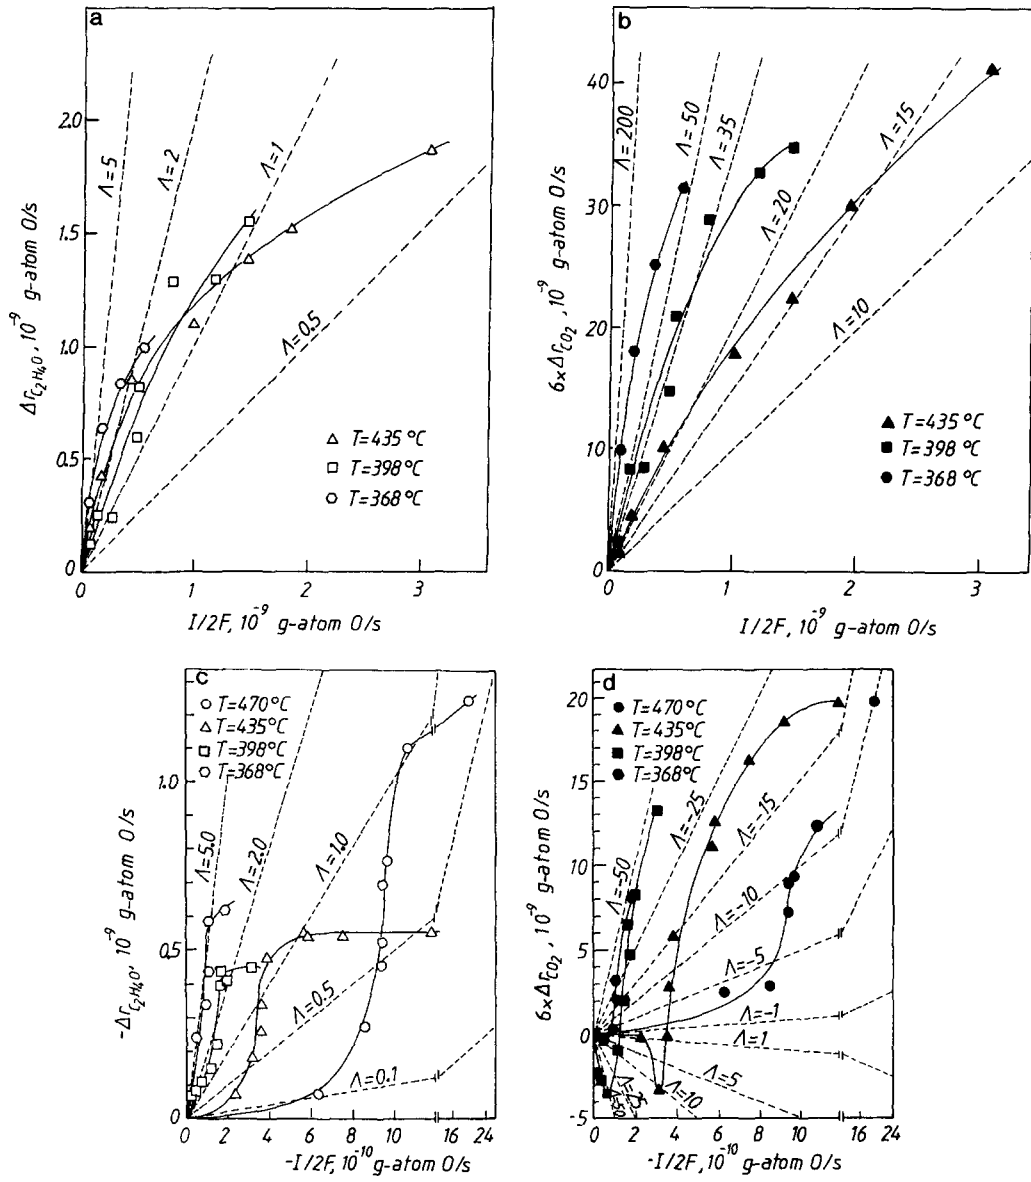 a
Δr_C₂H₄O, 10⁻⁹ g-atom O/s
2.0
1.5
1.0
0.5
0
Λ=5
Λ=2
Λ=1
Λ=0.5
△ T=435°C
□ T=398°C
○ T=368°C
0 1 2 3
I/2F, 10⁻⁹ g-atom O/s
b
6×Δr_CO₂, 10⁻⁹ g-atom O/s
40
30
20
10
0
Λ=200
Λ=50
Λ=35
Λ=20
Λ=15
Λ=10
▲ T=435°C
■ T=398°C
● T=368°C
0 1 2 3
I/2F, 10⁻⁹ g-atom O/s
c
-Δr_C₂H₄O, 10⁻⁹ g-atom O/s
1.0
0.5
0
○ T=470°C
△ T=435°C
□ T=398°C
○ T=368°C
Λ=5.0
Λ=2.0
Λ=1.0
Λ=0.5
Λ=0.1
0 2 4 6 8 10 16 24
-I/2F, 10⁻¹⁰ g-atom O/s
d
6×Δr_CO₂, 10⁻⁹ g-atom O/s
20
15
10
5
0
-5
● T=470°C
▲ T=435°C
■ T=398°C
● T=368°C
Λ=-50
Λ=-25
Λ=-15
Λ=-10
Λ=-5
Λ=-1
Λ=1
Λ=5
Λ=10
Λ=25
Λ=50
0 2 4 6 8 10 16 24
-I/2F, 10⁻¹⁰ g-atom O/s